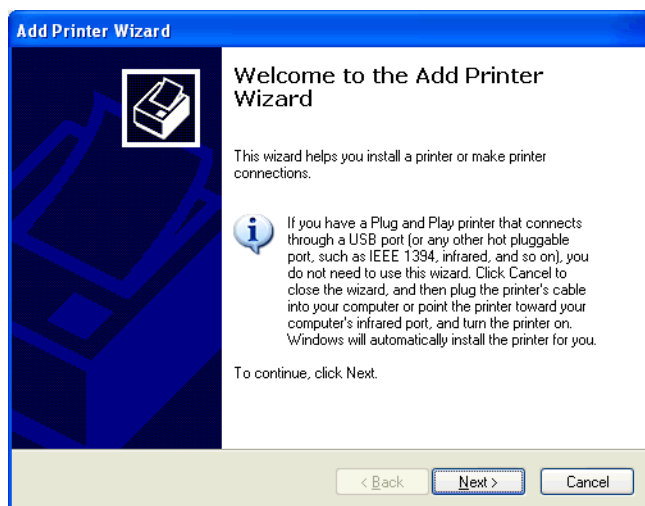 Add Printer Wizard
Welcome to the Add Printer
Wizard
This wizard helps you install a printer or make printer
connections.
If you have a Plug and Play printer that connects
through a USB port (or any other hot pluggable
port, such as IEEE 1394, infrared, and so on), you
do not need to use this wizard. Click Cancel to
close the wizard, and then plug the printer's cable
into your computer or point the printer toward your
computer's infrared port, and turn the printer on.
Windows will automatically install the printer for you.
To continue, click Next.
< Back Next > Cancel